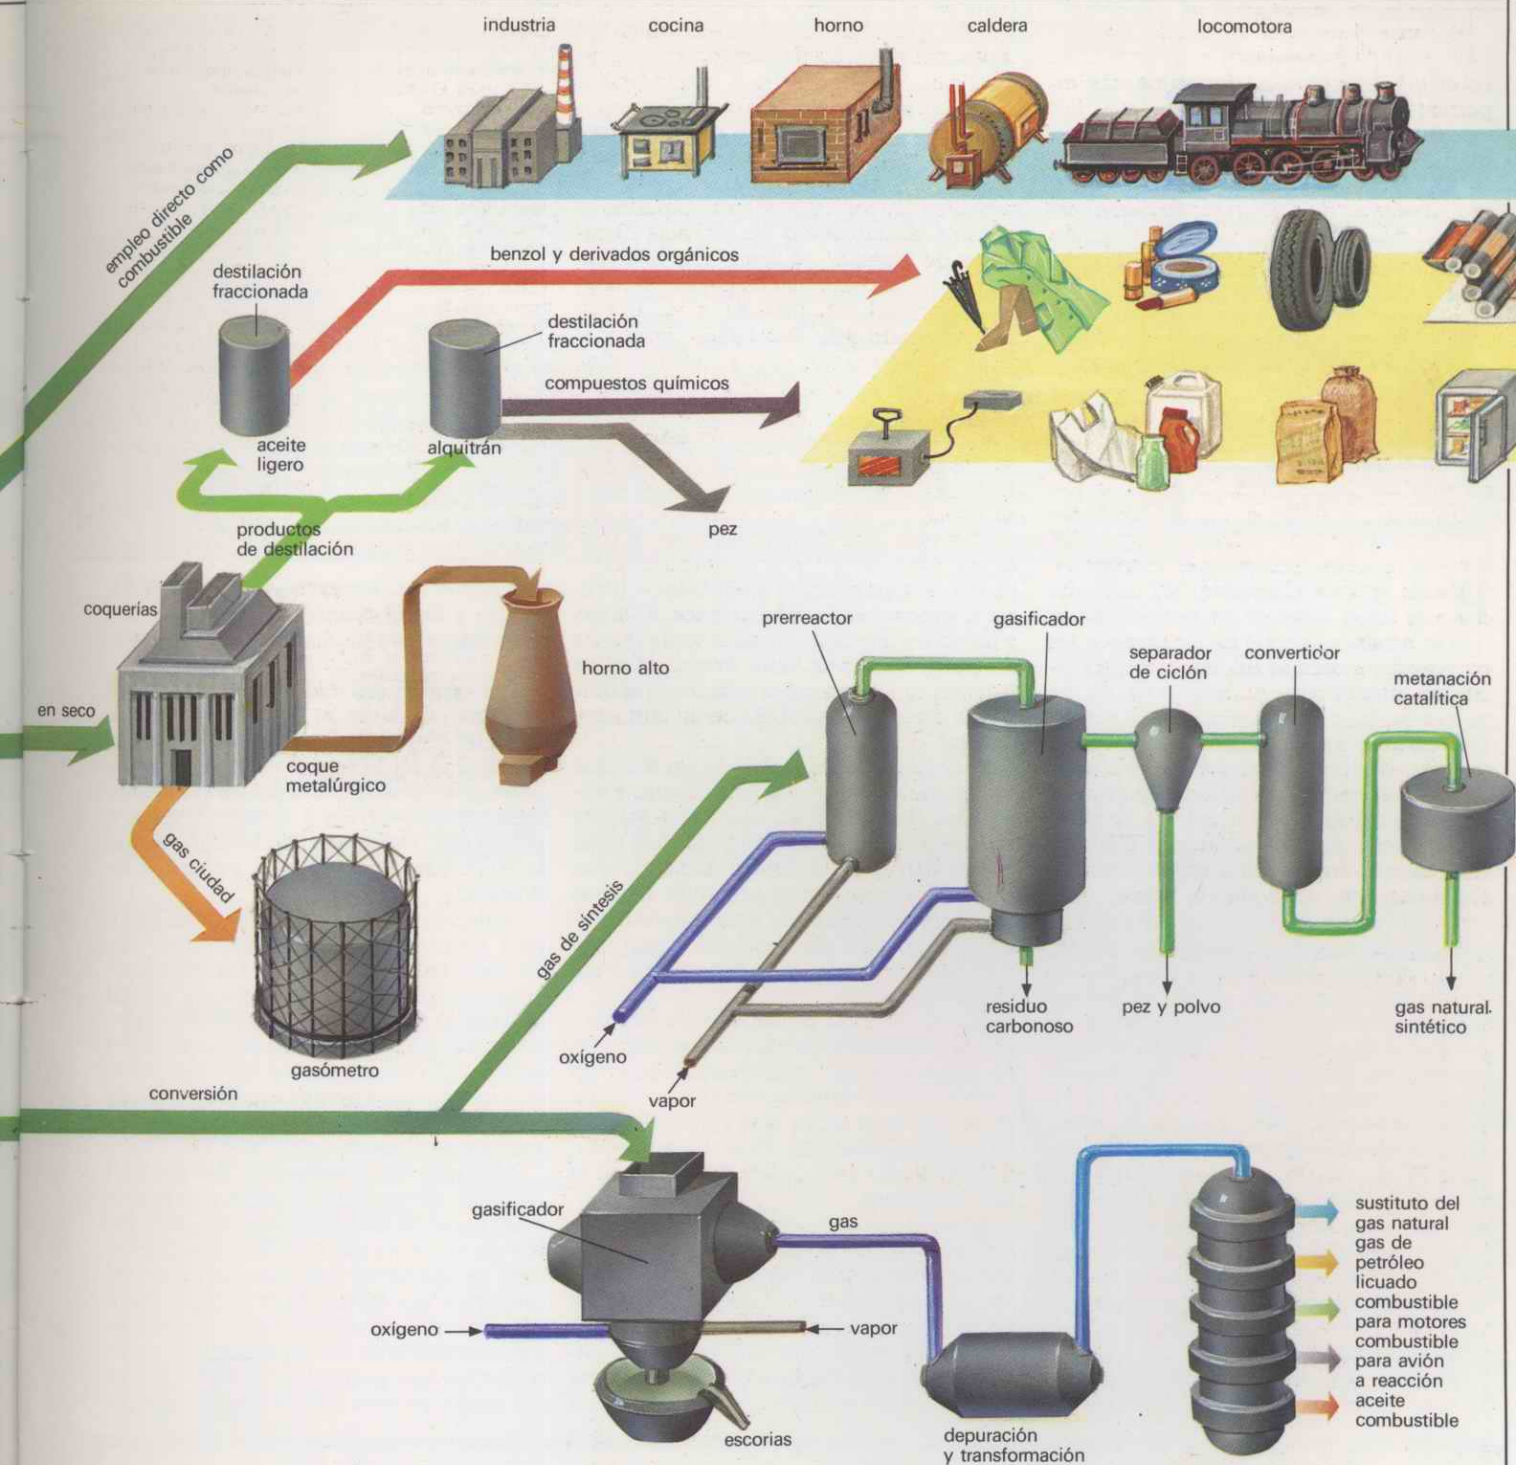 industria
cocina
horno
caldera
locomotora
empleo directo como
combustible
benzol y derivados orgánicos
destilación
fraccionada
destilación
fraccionada
compuestos químicos
aceite
ligero
alquitrán
pez
productos
de destilación
coquerías
horno alto
en seco
coque
metalúrgico
gas ciudad
gasómetro
prerreactor
gasificador
separador
de ciclón
convertidor
metanación
catalítica
gas de síntesis
oxígeno
vapor
residuo
carbonoso
pez y polvo
gas natural
sintético
conversión
gasificador
gas
oxígeno
vapor
escorias
depuración
y transformación
sustituto del
gas natural
gas de
petróleo
licuado
combustible
para motores
combustible
para avión
a reacción
aceite
combustible